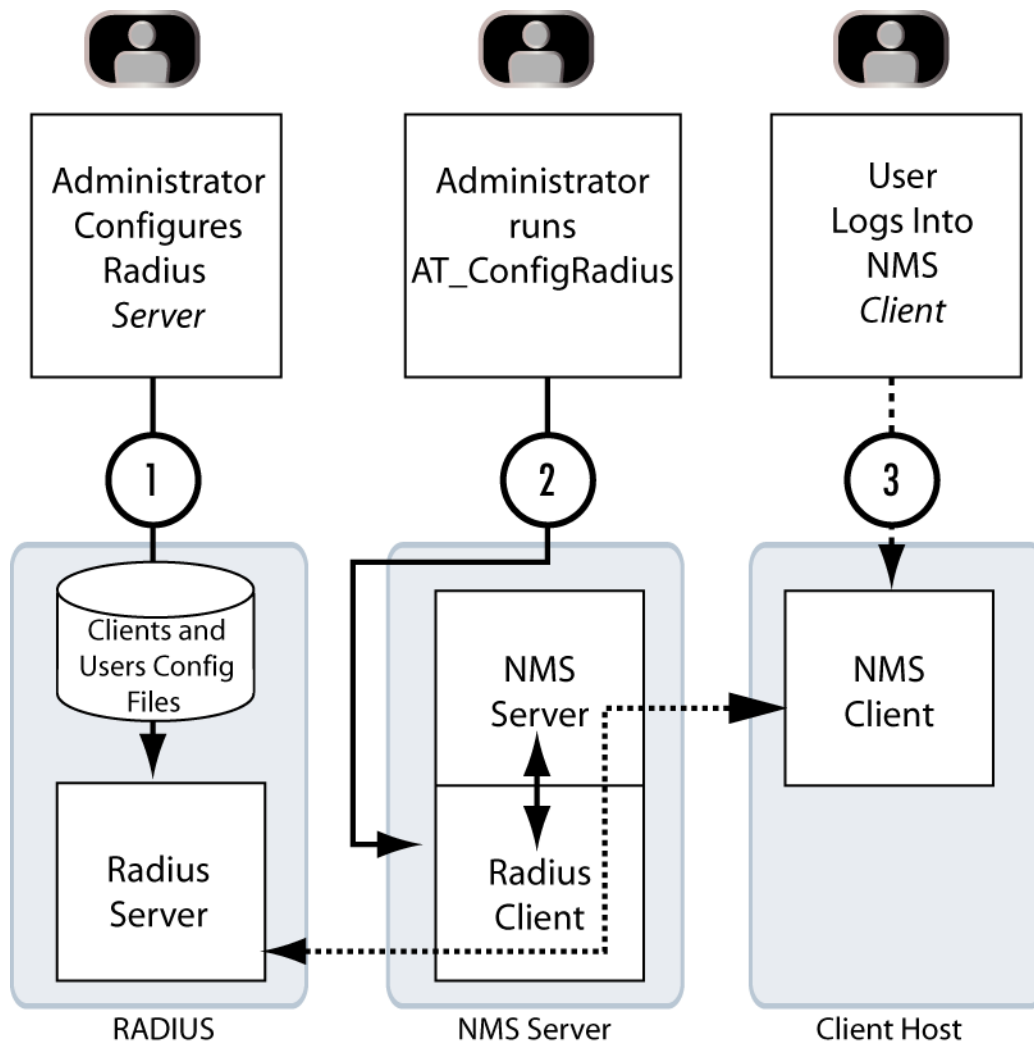 Administrator
Configures
Radius
Server
Administrator
runs
AT_ConfigRadius
User
Logs Into
NMS
Client
1
2
3
Clients and
Users Config
Files
Radius
Server
NMS
Server
Radius
Client
NMS
Client
RADIUS
NMS Server
Client Host